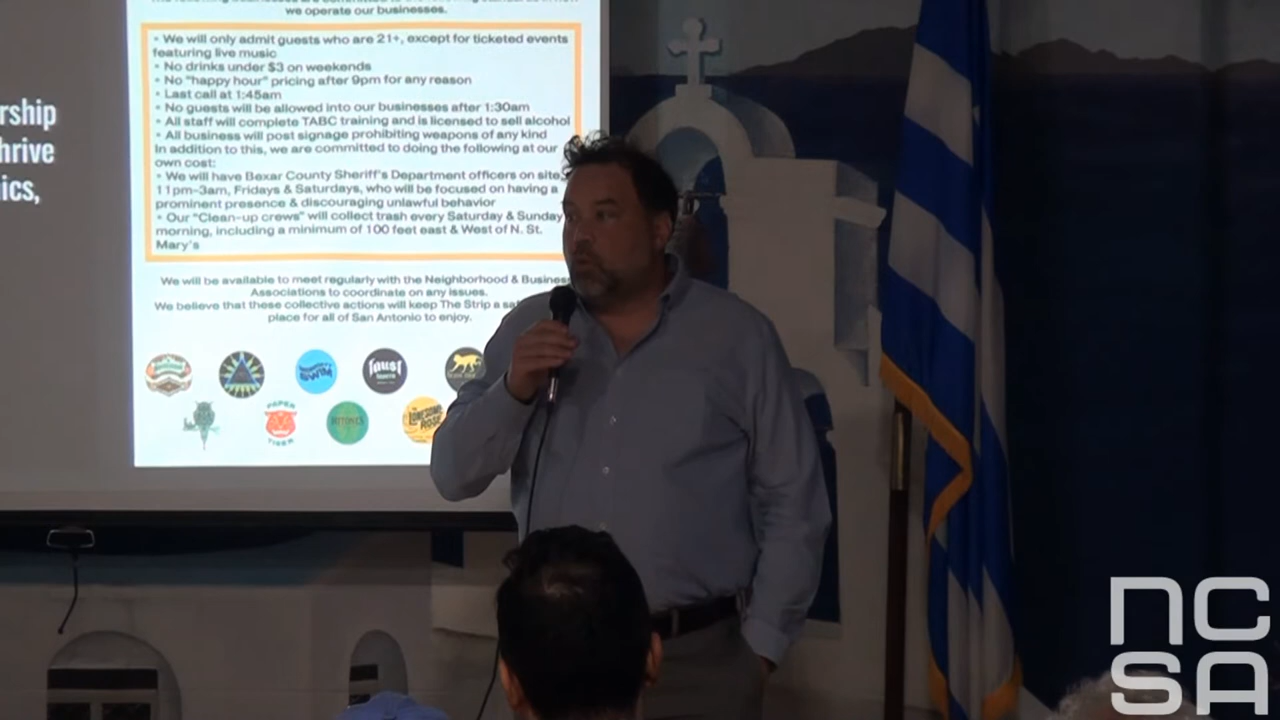 we operate our businesses.
• We will only admit guests who are 21+, except for ticketed events
featuring live music
• No drinks under $3 on weekends
• No "happy hour" pricing after 9pm for any reason
• Last call at 1:45am
• No guests will be allowed into our businesses after 1:30am
• All staff will complete TABC training and is licensed to sell alcohol
• All business will post signage prohibiting weapons of any kind
In addition to this, we are committed to doing the following at our
own cost:
• We will have Bexar County Sheriff's Department officers on site,
11pm-3am, Fridays & Saturdays, who will be focused on having a
prominent presence & discouraging unlawful behavior
• Our "Clean-up crews" will collect trash every Saturday & Sunday
morning, including a minimum of 100 feet east & West of N. St.
Mary's
We will be available to meet regularly with the Neighborhood & Business
Associations to coordinate on any issues.
We believe that these collective actions will keep The Strip a
place for all of San Antonio to enjoy.
rship
hrive
ics,
faust
PAPER
TIGER
LONESOME
ROSE
NC
SA